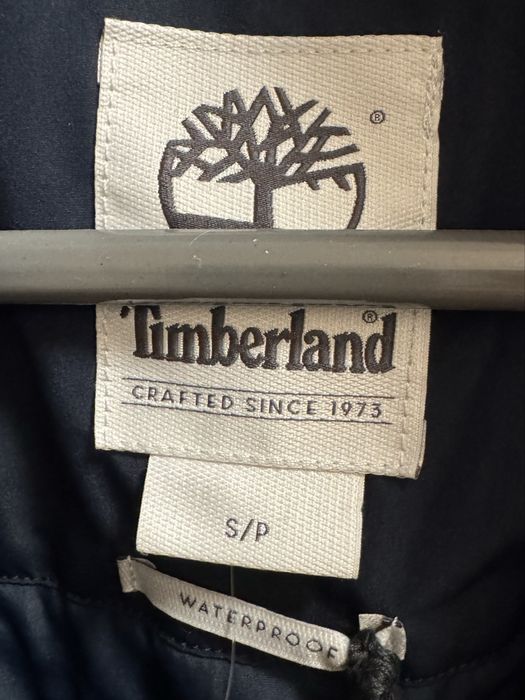 ®
Timberland®
CRAFTED SINCE 1973
S/P
WATERPROOF